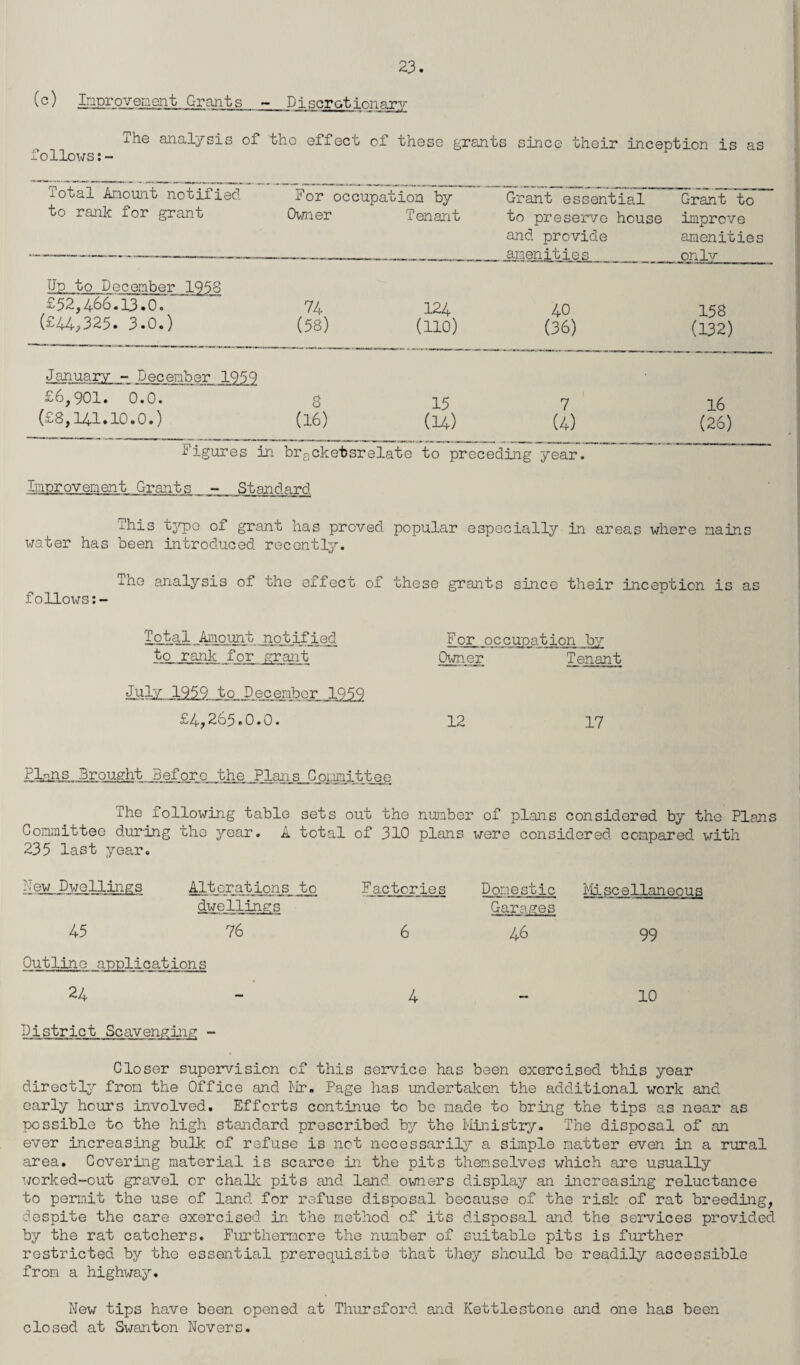 23.
(c) Improvement Grants - Discretionary
The analysis of the effect of these grants since their inception is as
follows:-
Total Amount notified For occupation by Grant essential Grant to
to rank for grant Owner Tenant to preserve house improve
and provide amenities
amenities only
Up to December 1958
£52,466.13.0. 74 124 40 158
(£44,325. 3.0.) (58) (110) (36) (132)
January - December 1959
£6,901. 0.0. 8 15 7 16
(£8,141.10.0.) (16) (14) (4) (26)
Figures in bracketsrelate to preceding year.
Improvement Grants - Standard
This type of grant has proved popular especially in areas where mains
water has been introduced recently.
The analysis of the effect of these grants since their inception is as
follows:-
Total Amount notified For occupation by
to rank for grant Owner Tenant
July 1959 to December 1959
£4,265.0.0. 12 17
Plans Brought Before the Plans Committee
The following table sets out the number of plans considered by the Plans
Committee during the year. A total of 310 plans were considered compared with
235 last year.
New Dwellings Alterations to Factories Domestic Miscellaneous
dwellings Garages
45 76 6 46 99
Outline applications
24 - 4 - 10
District Scavenging -
Closer supervision of this service has been exercised this year
directly from the Office and Mr. Page has undertaken the additional work and
early hours involved. Efforts continue to be made to bring the tips as near as
possible to the high standard prescribed by the Ministry. The disposal of an
ever increasing bulk of refuse is not necessarily a simple matter even in a rural
area. Covering material is scarce in the pits themselves which are usually
worked-out gravel or chalk pits and land owners display an increasing reluctance
to permit the use of land for refuse disposal because of the risk of rat breeding,
despite the care exercised in the method of its disposal and the services provided
by the rat catchers. Furthermore the number of suitable pits is further
restricted by the essential prerequisite that they should be readily accessible
from a highway.
New tips have been opened at Thursford and Kettlestone and one has been
closed at Swanton Novers.